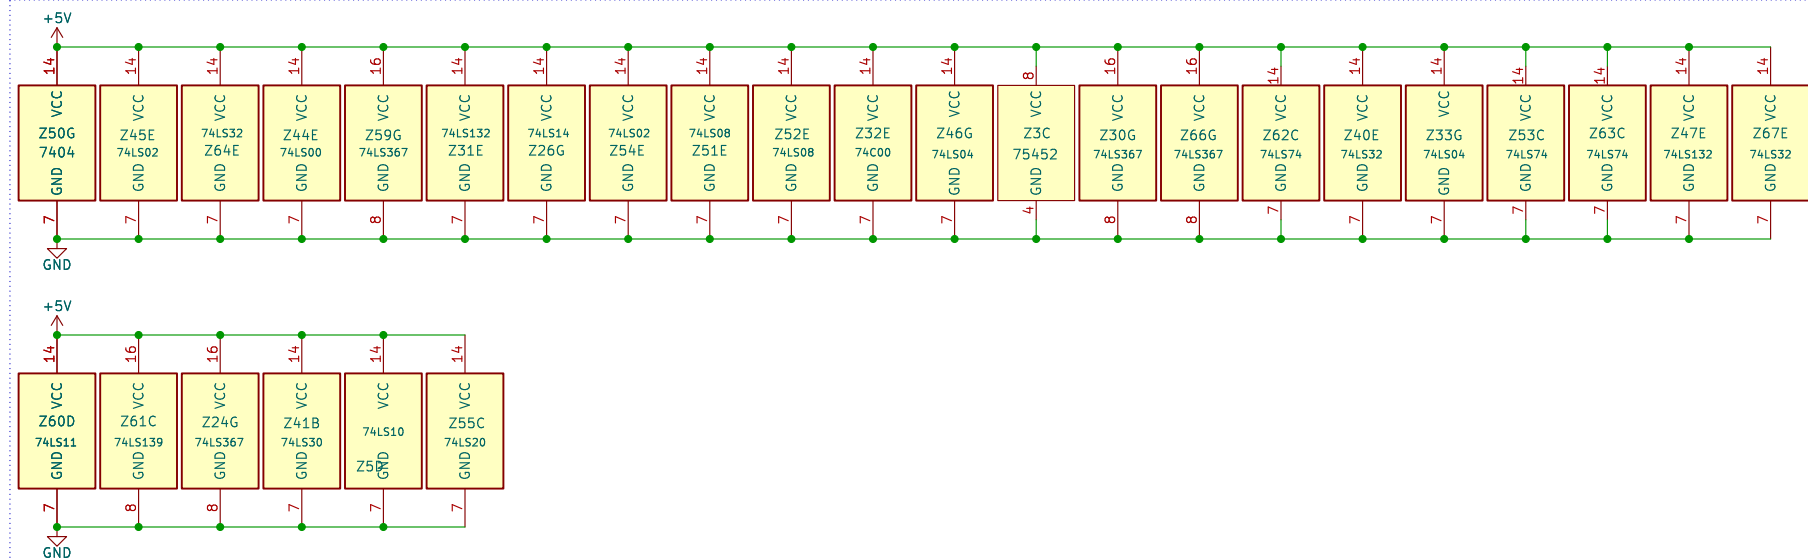 +5V
14 14 14 14 16 14 14 14 14 14 14 14 8 16 16 14 14 14 14 14 14 14
VCC VCC VCC VCC VCC VCC VCC VCC VCC VCC VCC VCC VCC VCC VCC VCC VCC VCC VCC VCC VCC VCC
Z50G Z45E 74LS32 Z44E Z59G 74LS132 74LS14 74LS02 74LS08 Z52E Z32E Z46G Z3C Z30G Z66G Z62C Z40E Z33G Z53C Z63C Z47E Z67E
7404 74LS02 Z64E 74LS00 74LS367 Z31E Z26G Z54E Z51E 74LS08 74C00 74LS04 75452 74LS367 74LS367 74LS74 74LS32 74LS04 74LS74 74LS74 74LS132 74LS32
GND GND GND GND GND GND GND GND GND GND GND GND GND GND GND GND GND GND GND GND GND GND
7 7 7 7 8 7 7 7 7 7 7 7 4 8 8 7 7 7 7 7 7 7
GND
+5V
14 16 16 14 14 14
VCC VCC VCC VCC VCC VCC
Z60D Z61C Z24G Z41B 74LS10 Z55C
74LS11 74LS139 74LS367 74LS30 Z5D 74LS20
GND GND GND GND GND GND
7 8 8 7 7 7
GND